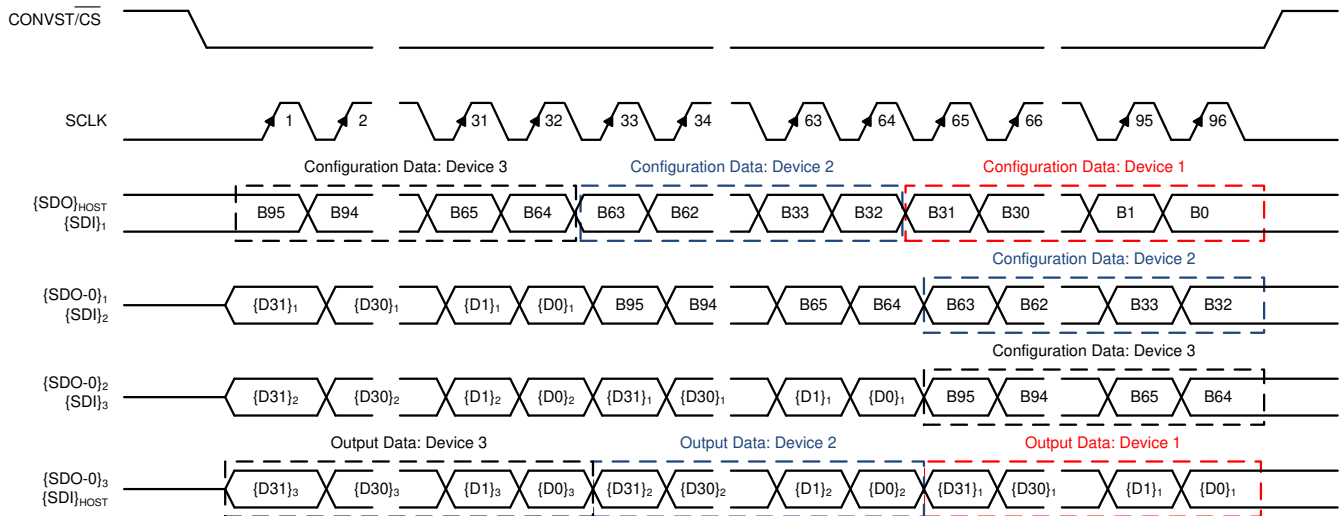 CONVST/CS
SCLK
1 2 31 32 33 34 63 64 65 66 95 96
Configuration Data: Device 3 Configuration Data: Device 2 Configuration Data: Device 1
{SDO}HOST
{SDI}1
B95 B94 B65 B64 B63 B62 B33 B32 B31 B30 B1 B0
Configuration Data: Device 2
{SDO-0}1
{SDI}2
{D31}1 {D30}1 {D1}1 {D0}1 B95 B94 B65 B64 B63 B62 B33 B32
Configuration Data: Device 3
{SDO-0}2
{SDI}3
{D31}2 {D30}2 {D1}2 {D0}2 {D31}1 {D30}1 {D1}1 {D0}1 B95 B94 B65 B64
Output Data: Device 3 Output Data: Device 2 Output Data: Device 1
{SDO-0}3
{SDI}HOST
{D31}3 {D30}3 {D1}3 {D0}3 {D31}2 {D30}2 {D1}2 {D0}2 {D31}1 {D30}1 {D1}1 {D0}1